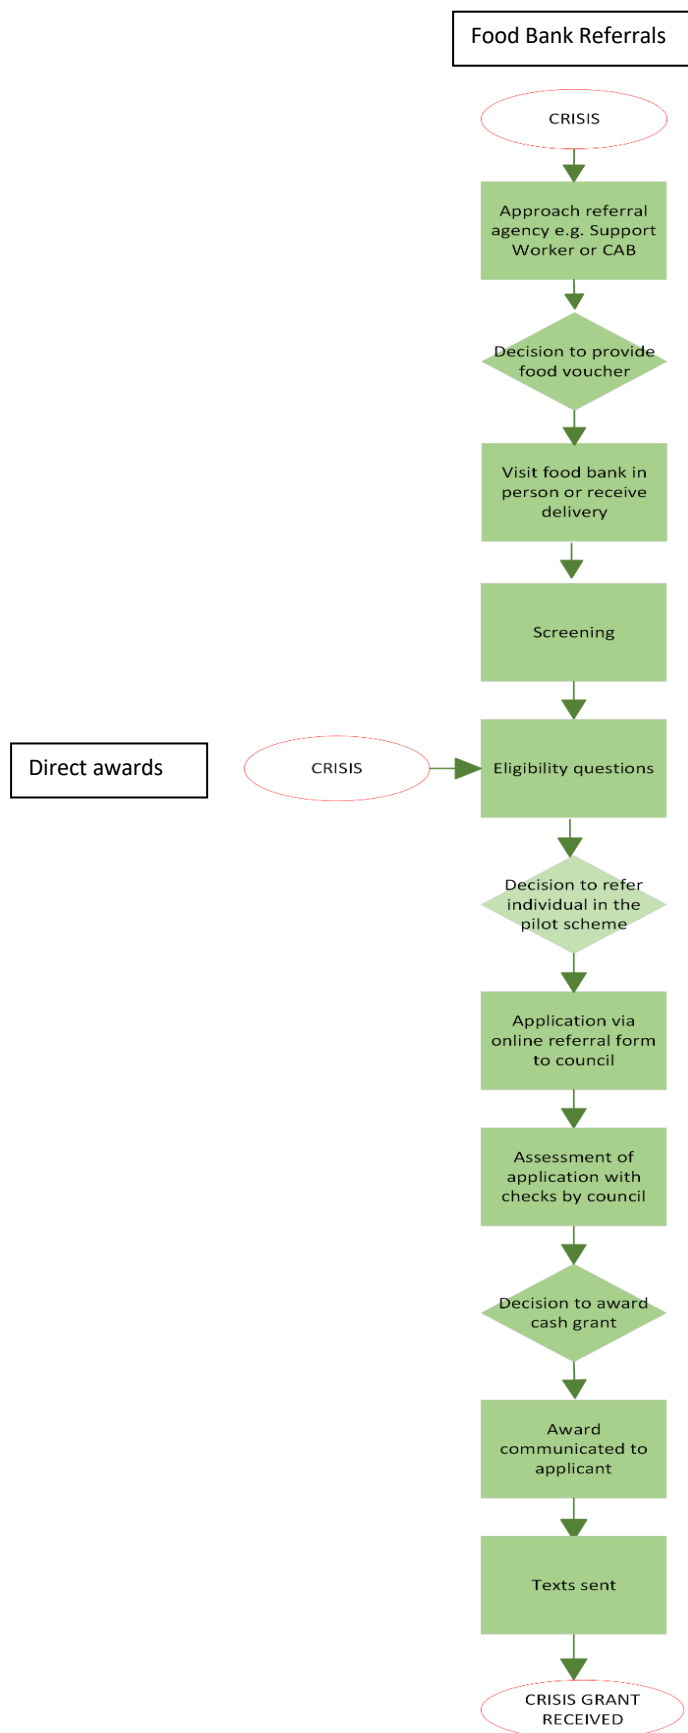 Food Bank Referrals
CRISIS
Approach referral
agency e.g. Support
Worker or CAB
Decision to provide
food voucher
Visit food bank in
person or receive
delivery
Screening
Direct awards
CRISIS
Eligibility questions
Decision to refer
individual in the
pilot scheme
Application via
online referral form
to council
Assessment of
application with
checks by council
Decision to award
cash grant
Award
communicated to
applicant
Texts sent
CRISIS GRANT
RECEIVED